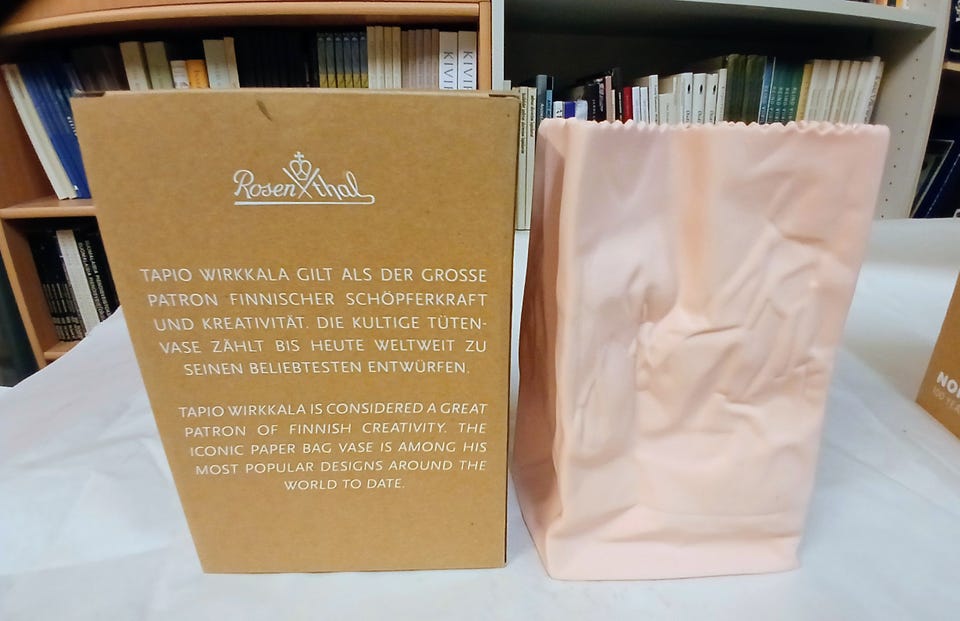 Rosenthal
TAPIO WIRKKALA GILT ALS DER GROSSE
PATRON FINNISCHER SCHÖPFERKRAFT
UND KREATIVITÄT. DIE KULTIGE TÜTEN-
VASE ZÄHLT BIS HEUTE WELTWEIT ZU
SEINEN BELIEBTESTEN ENTWÜRFEN.
TAPIO WIRKKALA IS CONSIDERED A GREAT
PATRON OF FINNISH CREATIVITY. THE
ICONIC PAPER BAG VASE IS AMONG HIS
MOST POPULAR DESIGNS AROUND THE
WORLD TO DATE.